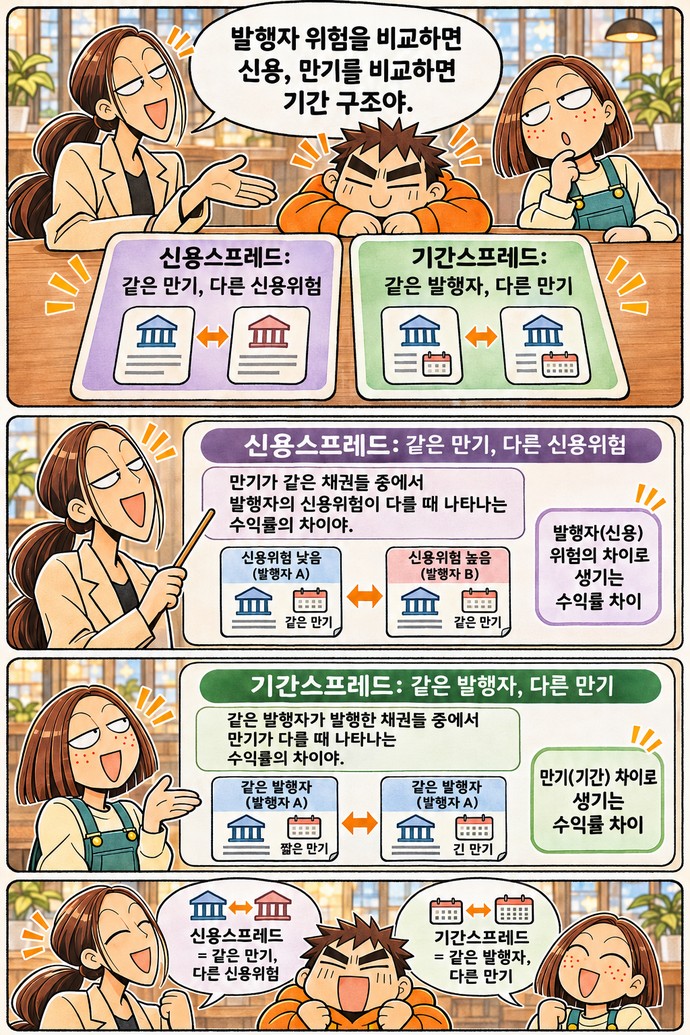 발행자 위험을 비교하면
신용, 만기를 비교하면
기간 구조야.
신용스프레드:
같은 만기, 다른 신용위험
기간스프레드:
같은 발행자, 다른 만기
신용스프레드: 같은 만기, 다른 신용위험
만기가 같은 채권들 중에서
발행자의 신용위험이 다를 때 나타나는
수익률의 차이야.
신용위험 낮음
(발행자 A)
같은 만기
신용위험 높음
(발행자 B)
같은 만기
발행자(신용)
위험의 차이로
생기는
수익률 차이
기간스프레드: 같은 발행자, 다른 만기
같은 발행자가 발행한 채권들 중에서
만기가 다를 때 나타나는
수익률의 차이야.
같은 발행자
(발행자 A)
짧은 만기
같은 발행자
(발행자 A)
긴 만기
만기(기간) 차이로
생기는
수익률 차이
신용스프레드
= 같은 만기,
다른 신용위험
기간스프레드
= 같은 발행자,
다른 만기